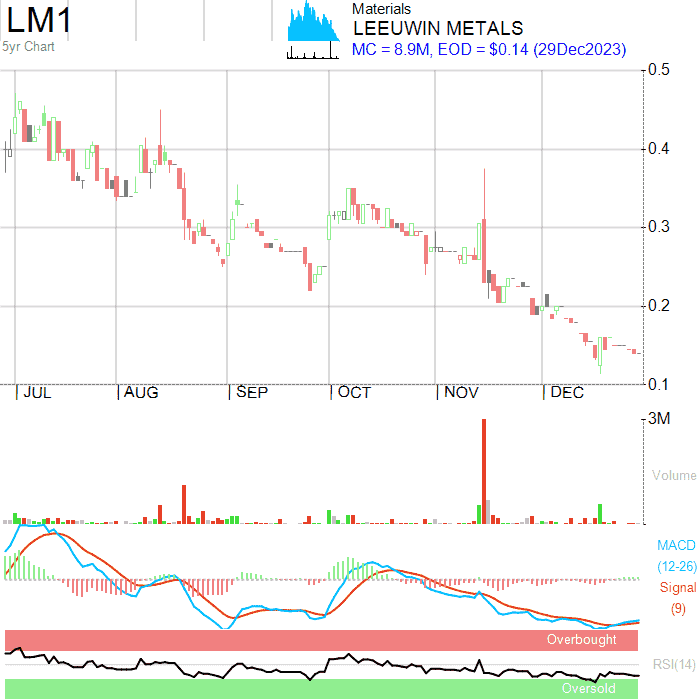 LM1
5yr Chart
Materials
LEEUWIN METALS
MC = 8.9M, EOD = $0.14 (29Dec2023)
0.5
0.4
0.3
0.2
0.1
JUL AUG SEP OCT NOV DEC
3M
Volume
MACD
(12-26)
Signal
(9)
Overbought
RSI(14)
Oversold